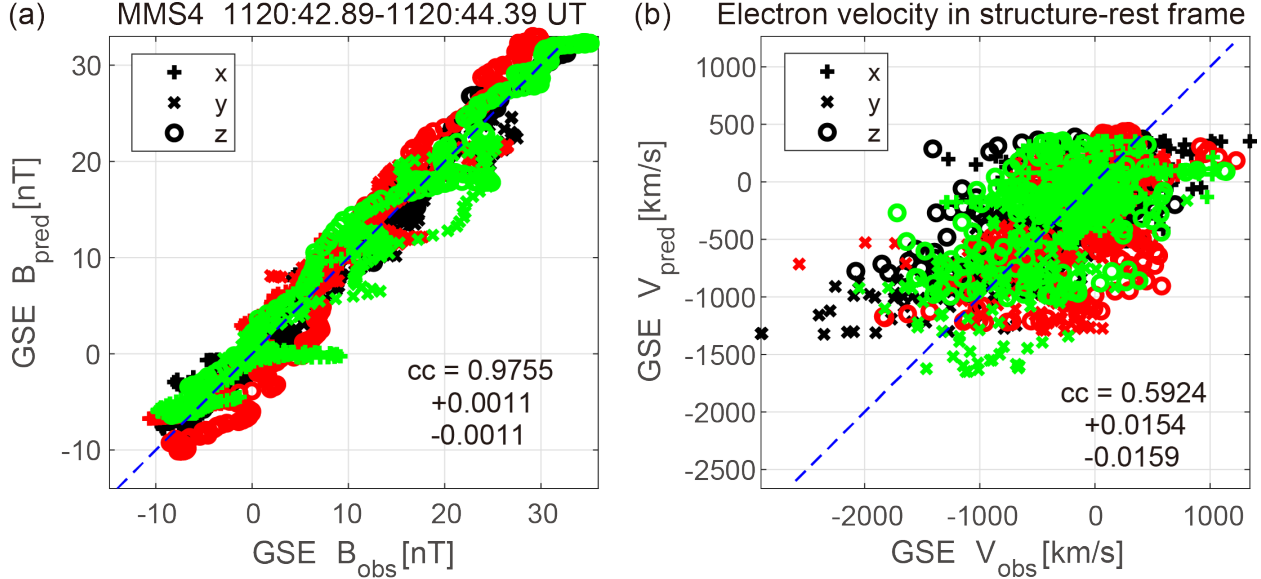 (a) MMS4 1120:42.89-1120:44.39 UT
x
y
z
30
20
10
0
-10
GSE B_pred [nT]
cc = 0.9755
+0.0011
-0.0011
-10 0 10 20 30
GSE B_obs [nT]
(b) Electron velocity in structure-rest frame
x
y
z
1000
500
0
-500
-1000
-1500
-2000
-2500
GSE V_pred [km/s]
cc = 0.5924
+0.0154
-0.0159
-2000 -1000 0 1000
GSE V_obs [km/s]